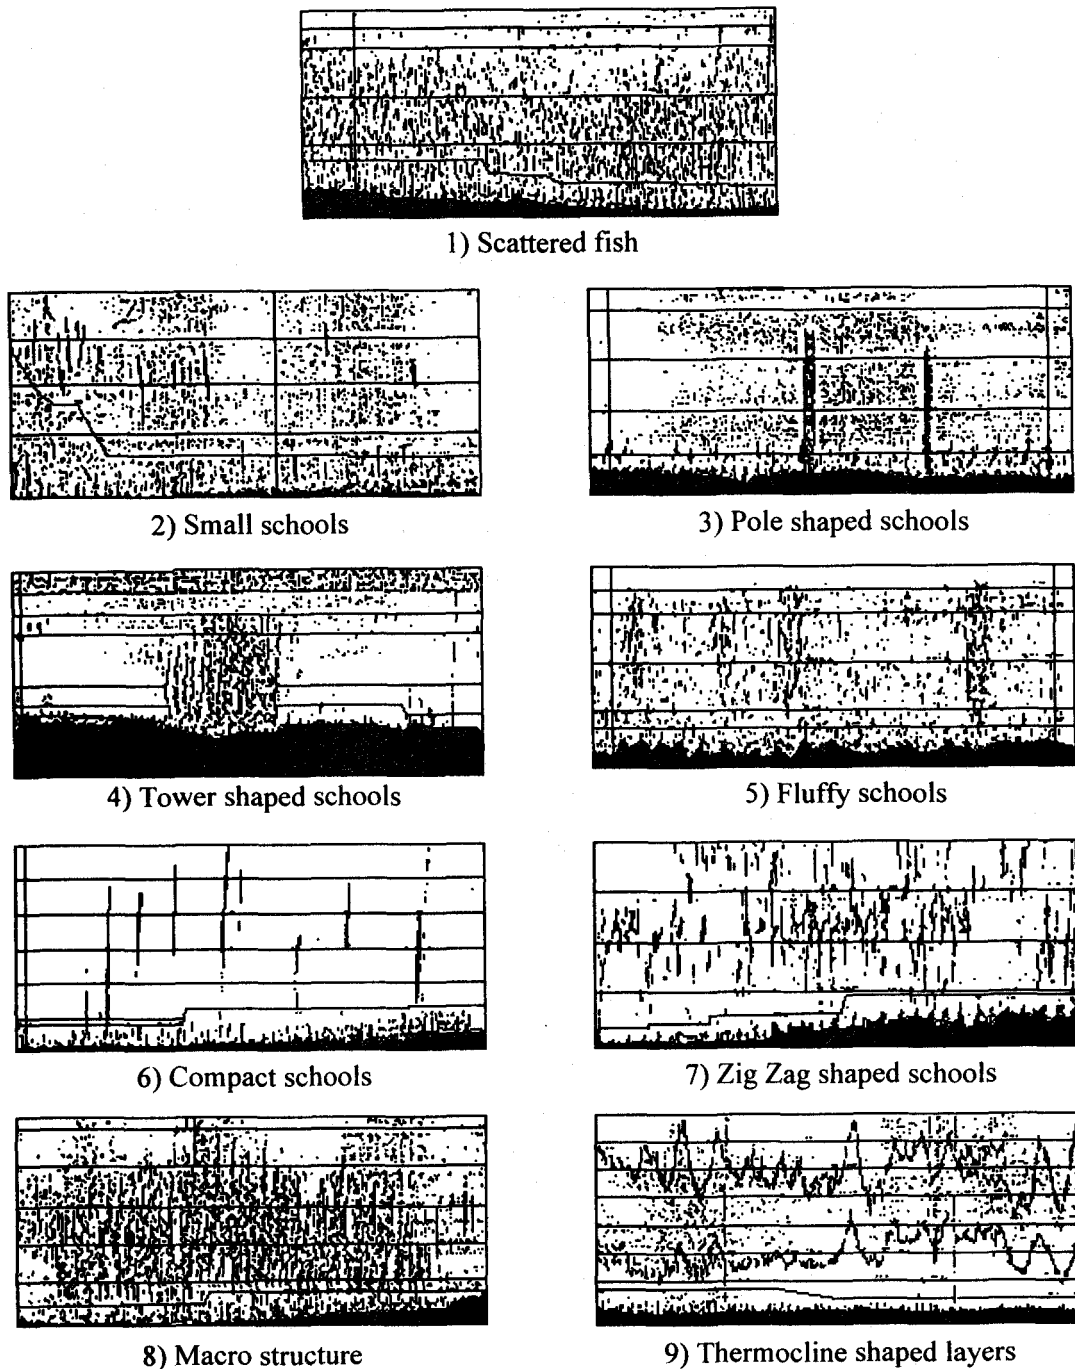 1) Scattered fish
2) Small schools
3) Pole shaped schools
4) Tower shaped schools
5) Fluffy schools
6) Compact schools
7) Zig Zag shaped schools
8) Macro structure
9) Thermocline shaped layers